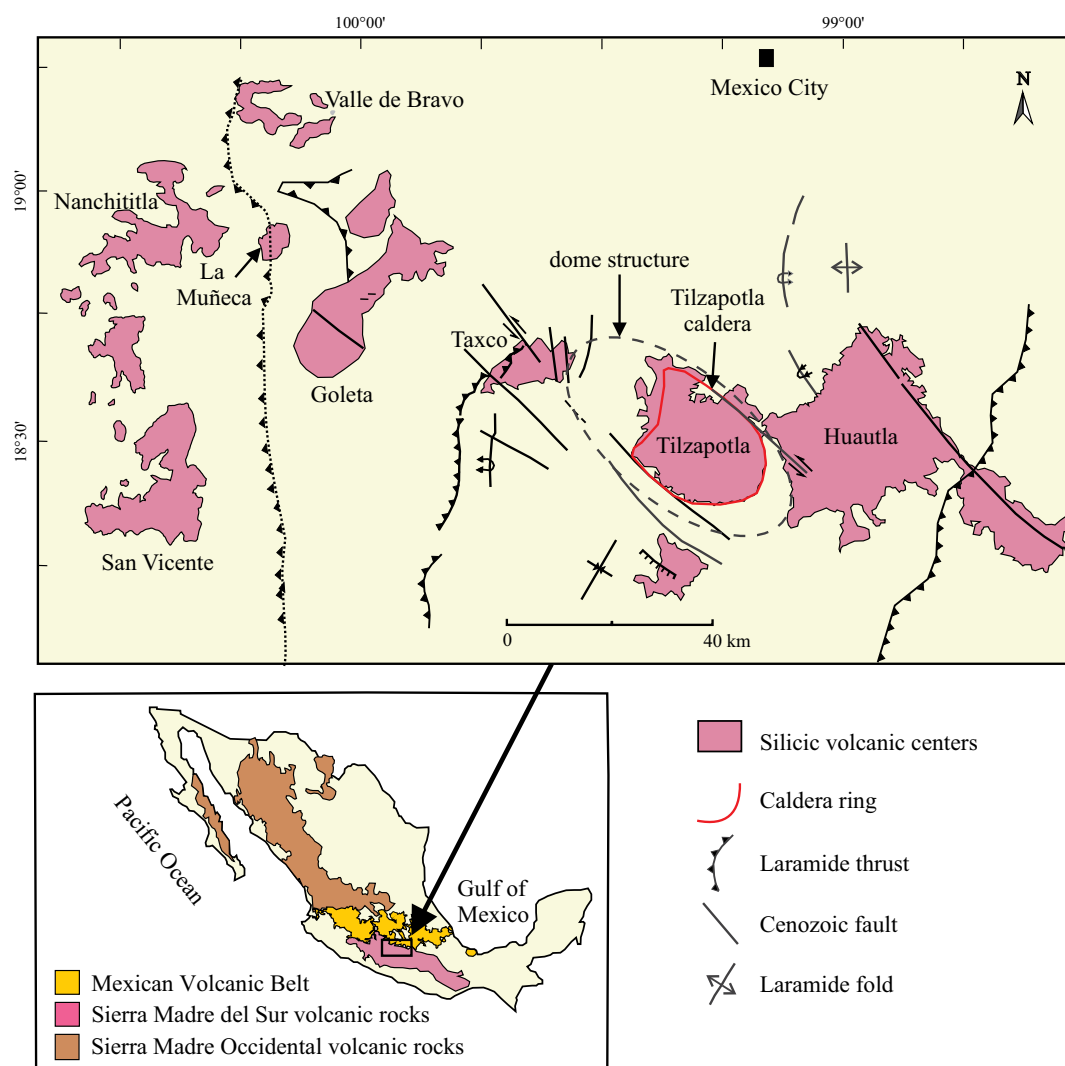 100°00'
99°00'
Mexico City
N
Valle de Bravo
19°00'
Nanchititla
La
Muñeca
dome structure
Tilzapotla
caldera
Taxco
Goleta
18°30'
Tilzapotla
Huautla
San Vicente
0
40 km
Pacific Ocean
Gulf of
Mexico
Mexican Volcanic Belt
Sierra Madre del Sur volcanic rocks
Sierra Madre Occidental volcanic rocks
Silicic volcanic centers
Caldera ring
Laramide thrust
Cenozoic fault
Laramide fold